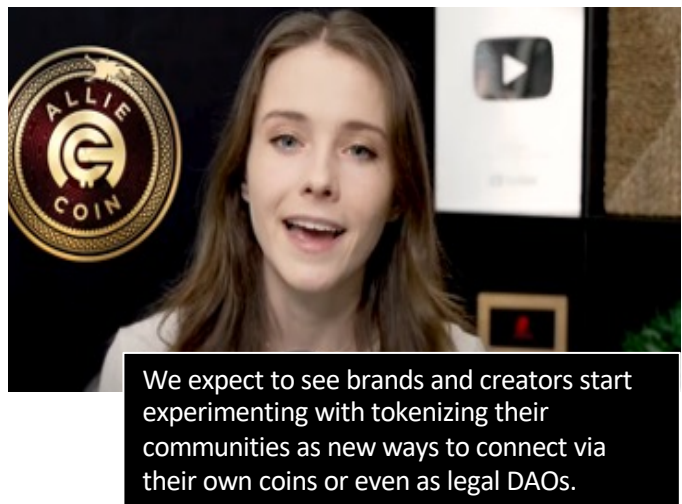 ALLIE
COIN
We expect to see brands and creators start
experimenting with tokenizing their
communities as new ways to connect via
their own coins or even as legal DAOs.